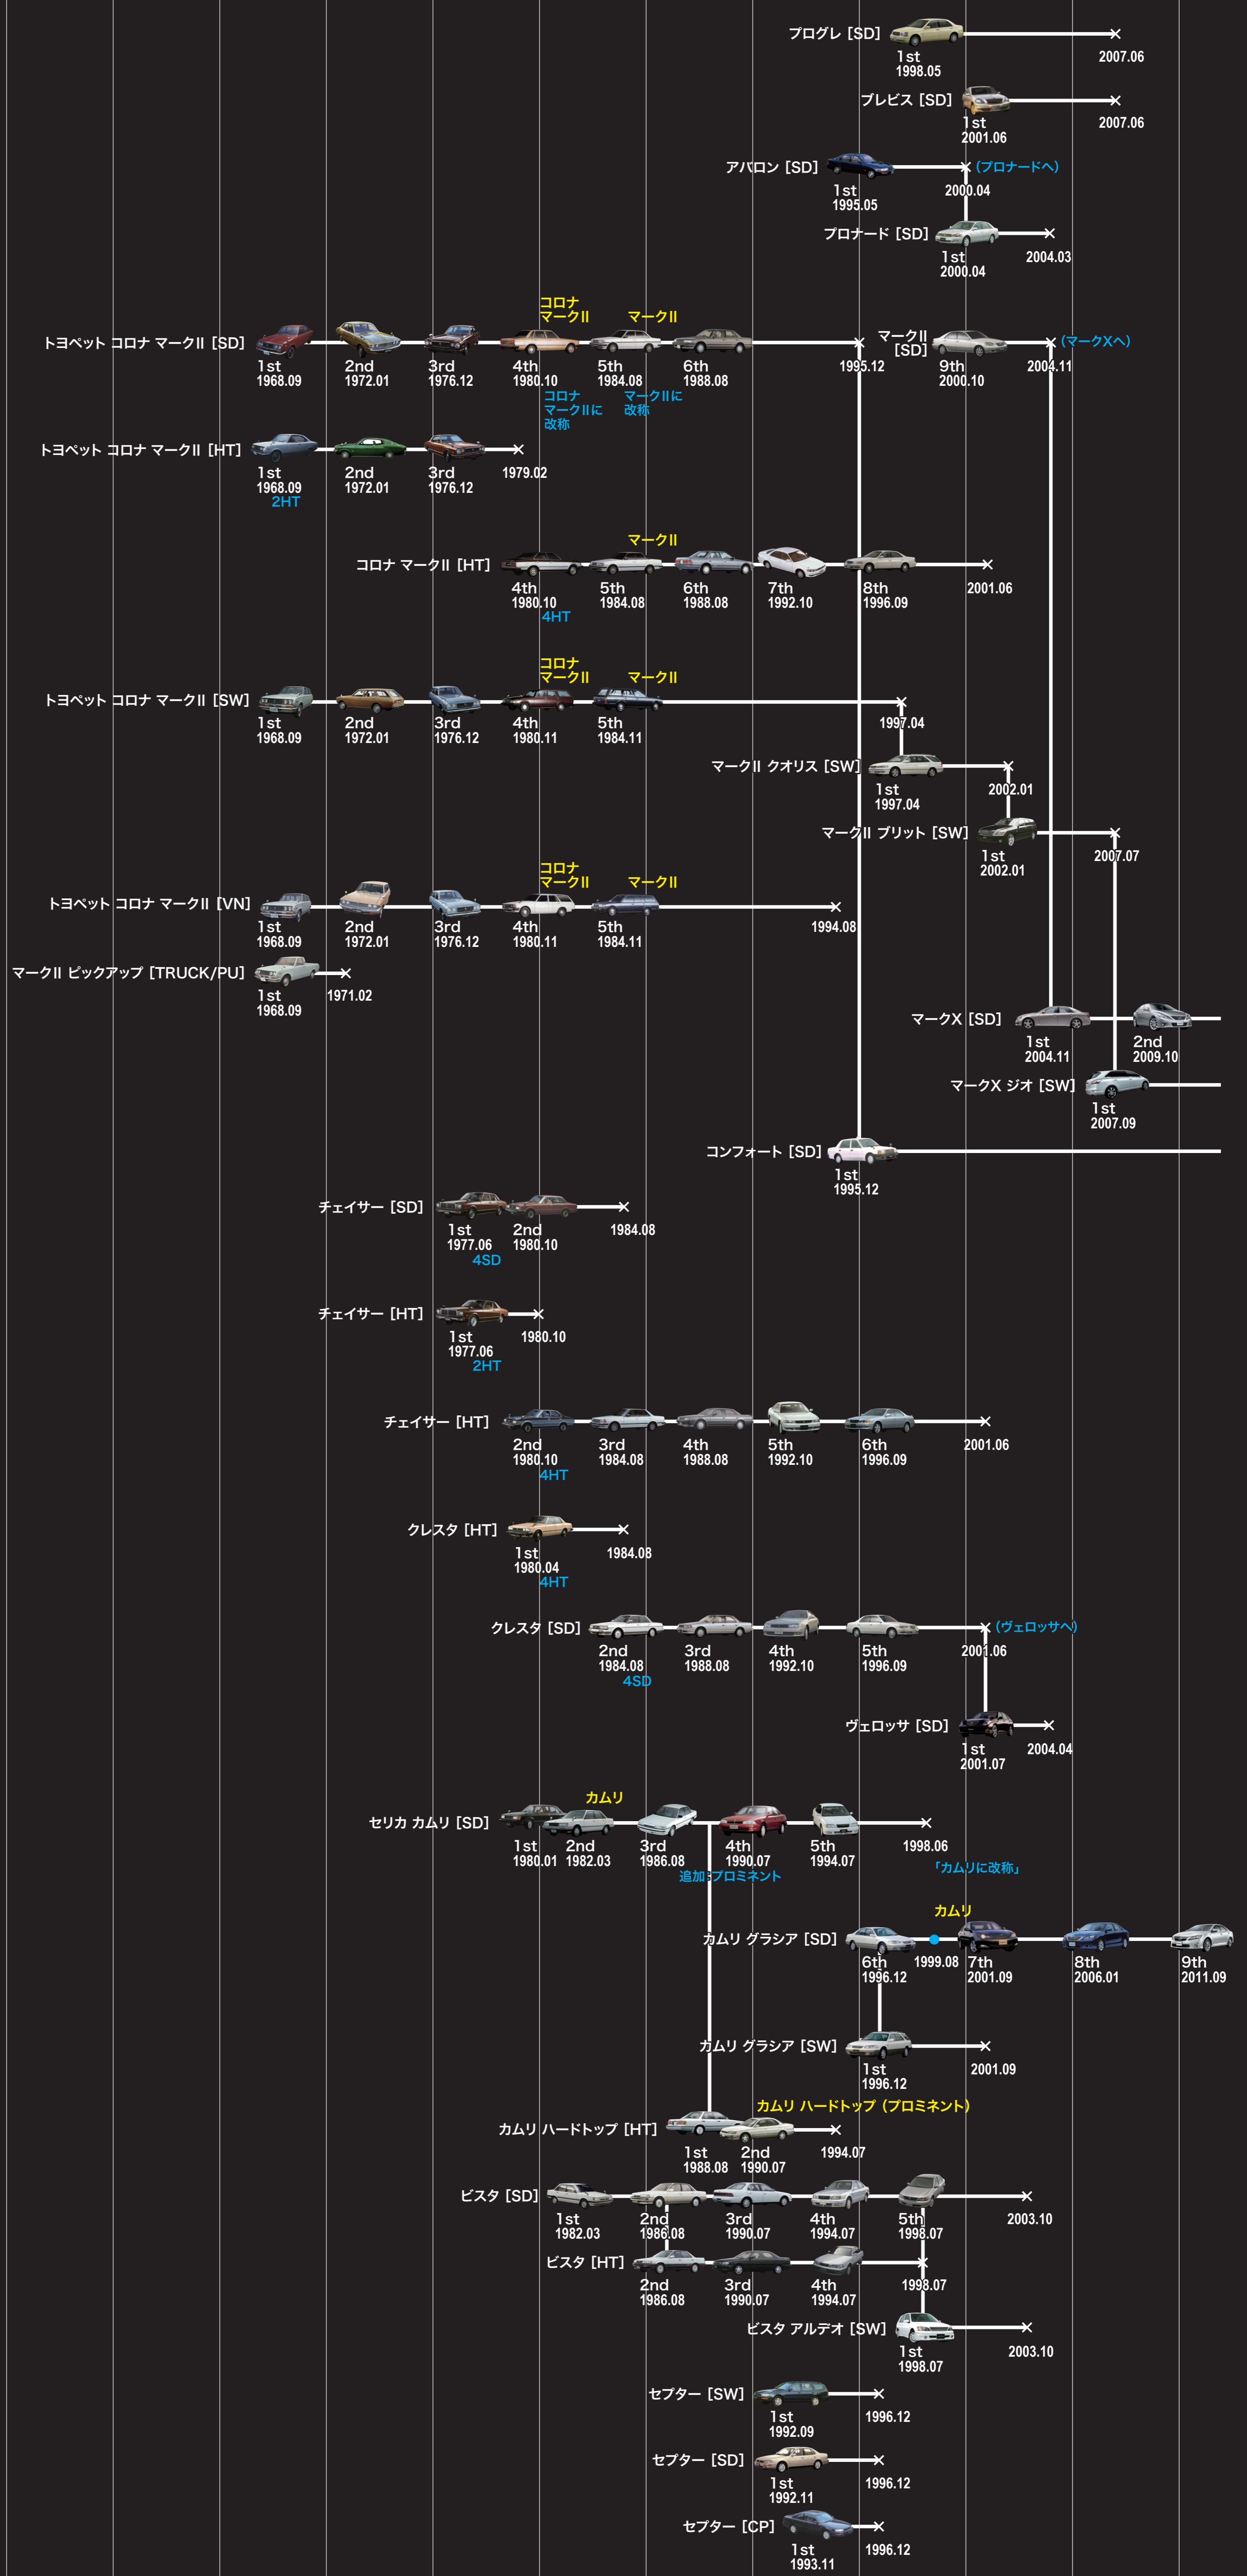 プログレ [SD]
1st
1998.05
2007.06
ブレビス [SD]
1st
2001.06
2007.06
アバロン [SD]
1st
1995.05
2000.04
(プロナードへ)
プロナード [SD]
1st
2000.04
2004.03
トヨペット コロナ マークII [SD]
1st
1968.09
2nd
1972.01
3rd
1976.12
コロナ
マークII
4th
1980.10
コロナ
マークIIに
改称
マークII
5th
1984.08
マークIIに
改称
6th
1988.08
1995.12
マークII
[SD]
9th
2000.10
2004.11
(マークXへ)
トヨペット コロナ マークII [HT]
1st
1968.09
2HT
2nd
1972.01
3rd
1976.12
1979.02
コロナ マークII [HT]
4th
1980.10
4HT
マークII
5th
1984.08
6th
1988.08
7th
1992.10
8th
1996.09
2001.06
トヨペット コロナ マークII [SW]
1st
1968.09
2nd
1972.01
3rd
1976.12
コロナ
マークII
4th
1980.11
マークII
5th
1984.11
1997.04
マークII クオリス [SW]
1st
1997.04
2002.01
マークII ブリット [SW]
1st
2002.01
2007.07
トヨペット コロナ マークII [VN]
1st
1968.09
2nd
1972.01
3rd
1976.12
コロナ
マークII
4th
1980.11
マークII
5th
1984.11
1994.08
マークII ピックアップ [TRUCK/PU]
1st
1968.09
1971.02
マークX [SD]
1st
2004.11
2nd
2009.10
マークX ジオ [SW]
1st
2007.09
コンフォート [SD]
1st
1995.12
チェイサー [SD]
1st
1977.06
4SD
2nd
1980.10
1984.08
チェイサー [HT]
1st
1977.06
2HT
1980.10
チェイサー [HT]
2nd
1980.10
4HT
3rd
1984.08
4th
1988.08
5th
1992.10
6th
1996.09
2001.06
クレスタ [HT]
1st
1980.04
4HT
1984.08
クレスタ [SD]
2nd
1984.08
4SD
3rd
1988.08
4th
1992.10
5th
1996.09
2001.06
(ヴェロッサへ)
ヴェロッサ [SD]
1st
2001.07
2004.04
セリカ カムリ [SD]
1st
1980.01
カムリ
2nd
1982.03
3rd
1986.08
追加:プロミネント
4th
1990.07
5th
1994.07
1998.06
「カムリに改称」
カムリ グラシア [SD]
6th
1996.12
1999.08
カムリ
7th
2001.09
8th
2006.01
9th
2011.09
カムリ グラシア [SW]
1st
1996.12
2001.09
カムリ ハードトップ [HT]
1st
1988.08
カムリ ハードトップ (プロミネント)
2nd
1990.07
1994.07
ビスタ [SD]
1st
1982.03
2nd
1986.08
3rd
1990.07
4th
1994.07
5th
1998.07
2003.10
ビスタ [HT]
2nd
1986.08
3rd
1990.07
4th
1994.07
1998.07
ビスタ アルデオ [SW]
1st
1998.07
2003.10
セプター [SW]
1st
1992.09
1996.12
セプター [SD]
1st
1992.11
1996.12
セプター [CP]
1st
1993.11
1996.12